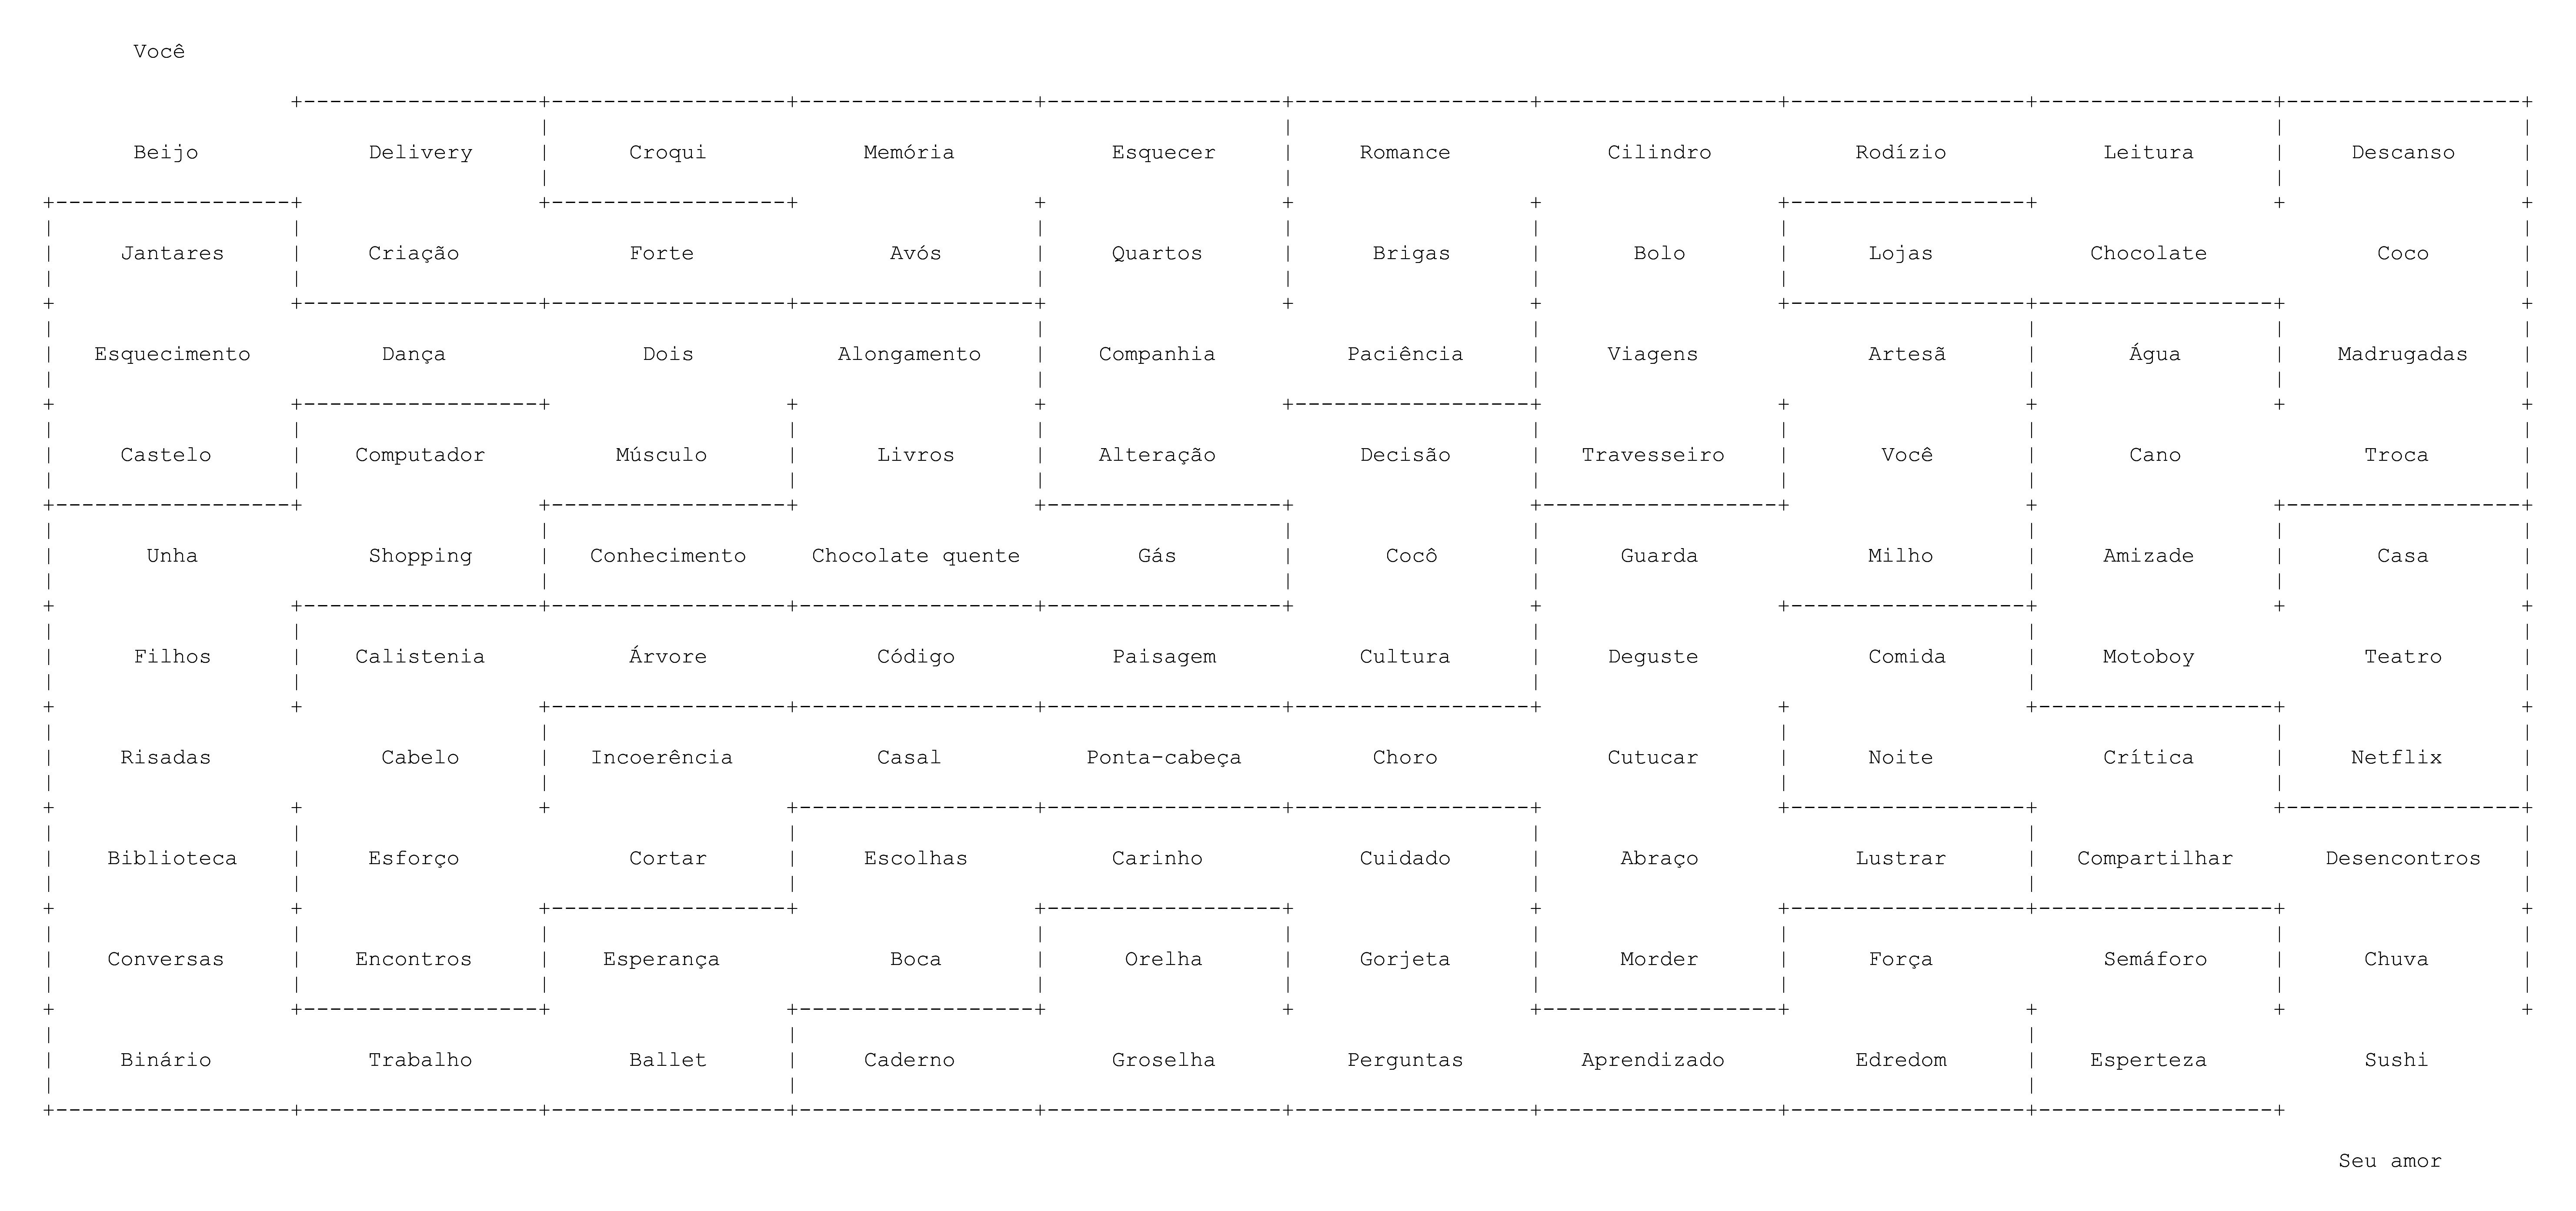 Você
Beijo Delivery Croqui Memória Esquecer Romance Cilindro Rodízio Leitura Descanso
Jantares Criação Forte Avós Quartos Brigas Bolo Lojas Chocolate Coco
Esquecimento Dança Dois Alongamento Companhia Paciência Viagens Artesã Água Madrugadas
Castelo Computador Músculo Livros Alteração Decisão Travesseiro Você Cano Troca
Unha Shopping Conhecimento Chocolate quente Gás Cocô Guarda Milho Amizade Casa
Filhos Calistenia Árvore Código Paisagem Cultura Deguste Comida Motoboy Teatro
Risadas Cabelo Incoerência Casal Ponta-cabeça Choro Cutucar Noite Crítica Netflix
Biblioteca Esforço Cortar Escolhas Carinho Cuidado Abraço Lustrar Compartilhar Desencontros
Conversas Encontros Esperança Boca Orelha Gorjeta Morder Força Semáforo Chuva
Binário Trabalho Ballet Caderno Groselha Perguntas Aprendizado Edredom Esperteza Sushi
Seu amor